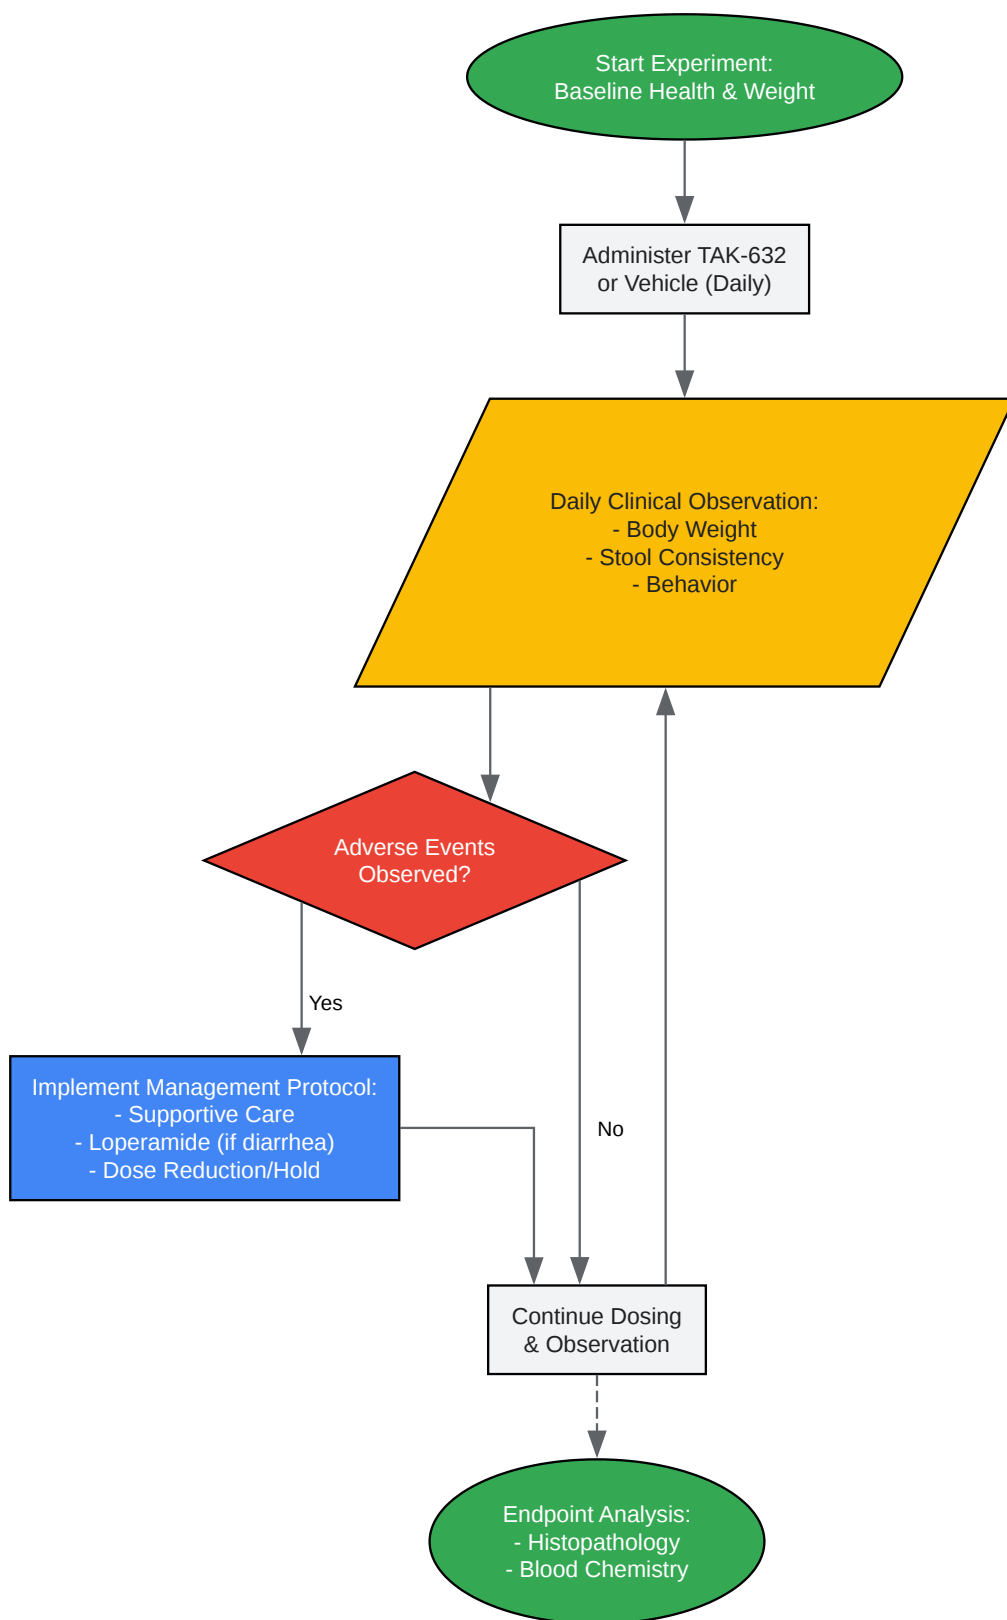 Start Experiment:
Baseline Health & Weight
Administer TAK-632
or Vehicle (Daily)
Daily Clinical Observation:
- Body Weight
- Stool Consistency
- Behavior
Adverse Events
Observed?
Yes
Implement Management Protocol:
- Supportive Care
- Loperamide (if diarrhea)
- Dose Reduction/Hold
No
Continue Dosing
& Observation
Endpoint Analysis:
- Histopathology
- Blood Chemistry